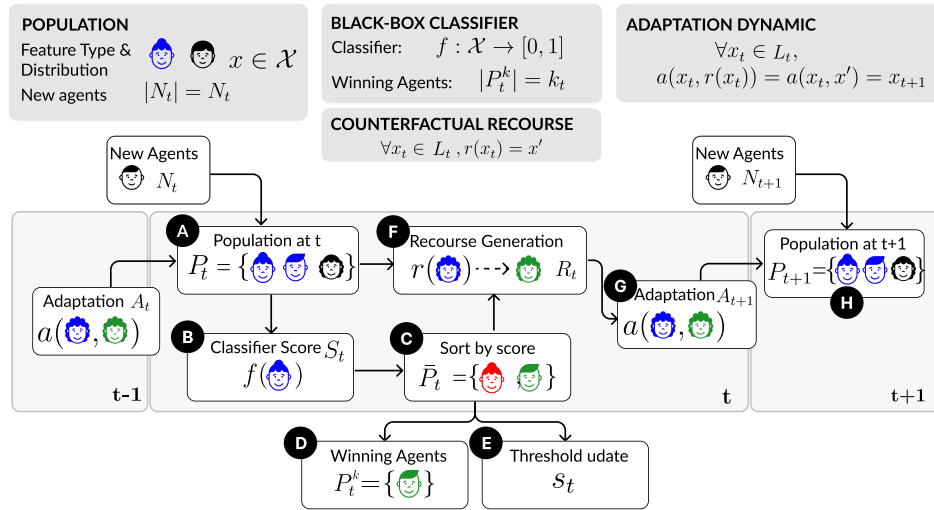 POPULATION
Feature Type &
Distribution
x ∈ 𝒳
New agents
|N_t| = N_t
BLACK-BOX CLASSIFIER
Classifier: f : 𝒳 → [0, 1]
Winning Agents: |P_t^k| = k_t
COUNTERFACTUAL RECOURSE
∀x_t ∈ L_t , r(x_t) = x′
ADAPTATION DYNAMIC
∀x_t ∈ L_t,
a(x_t, r(x_t)) = a(x_t, x′) = x_{t+1}
New Agents
N_t
New Agents
N_{t+1}
A
Population at t
P_t = { }
F
Recourse Generation
r( ) R_t
Population at t+1
P_{t+1}={ }
H
Adaptation A_t
a( , )
G
Adaptation A_{t+1}
a( , )
B
Classifier Score S_t
f( )
C
Sort by score
P̄_t ={ , }
t-1
t
t+1
D
Winning Agents
P_t^k={ }
E
Threshold udate
s_t